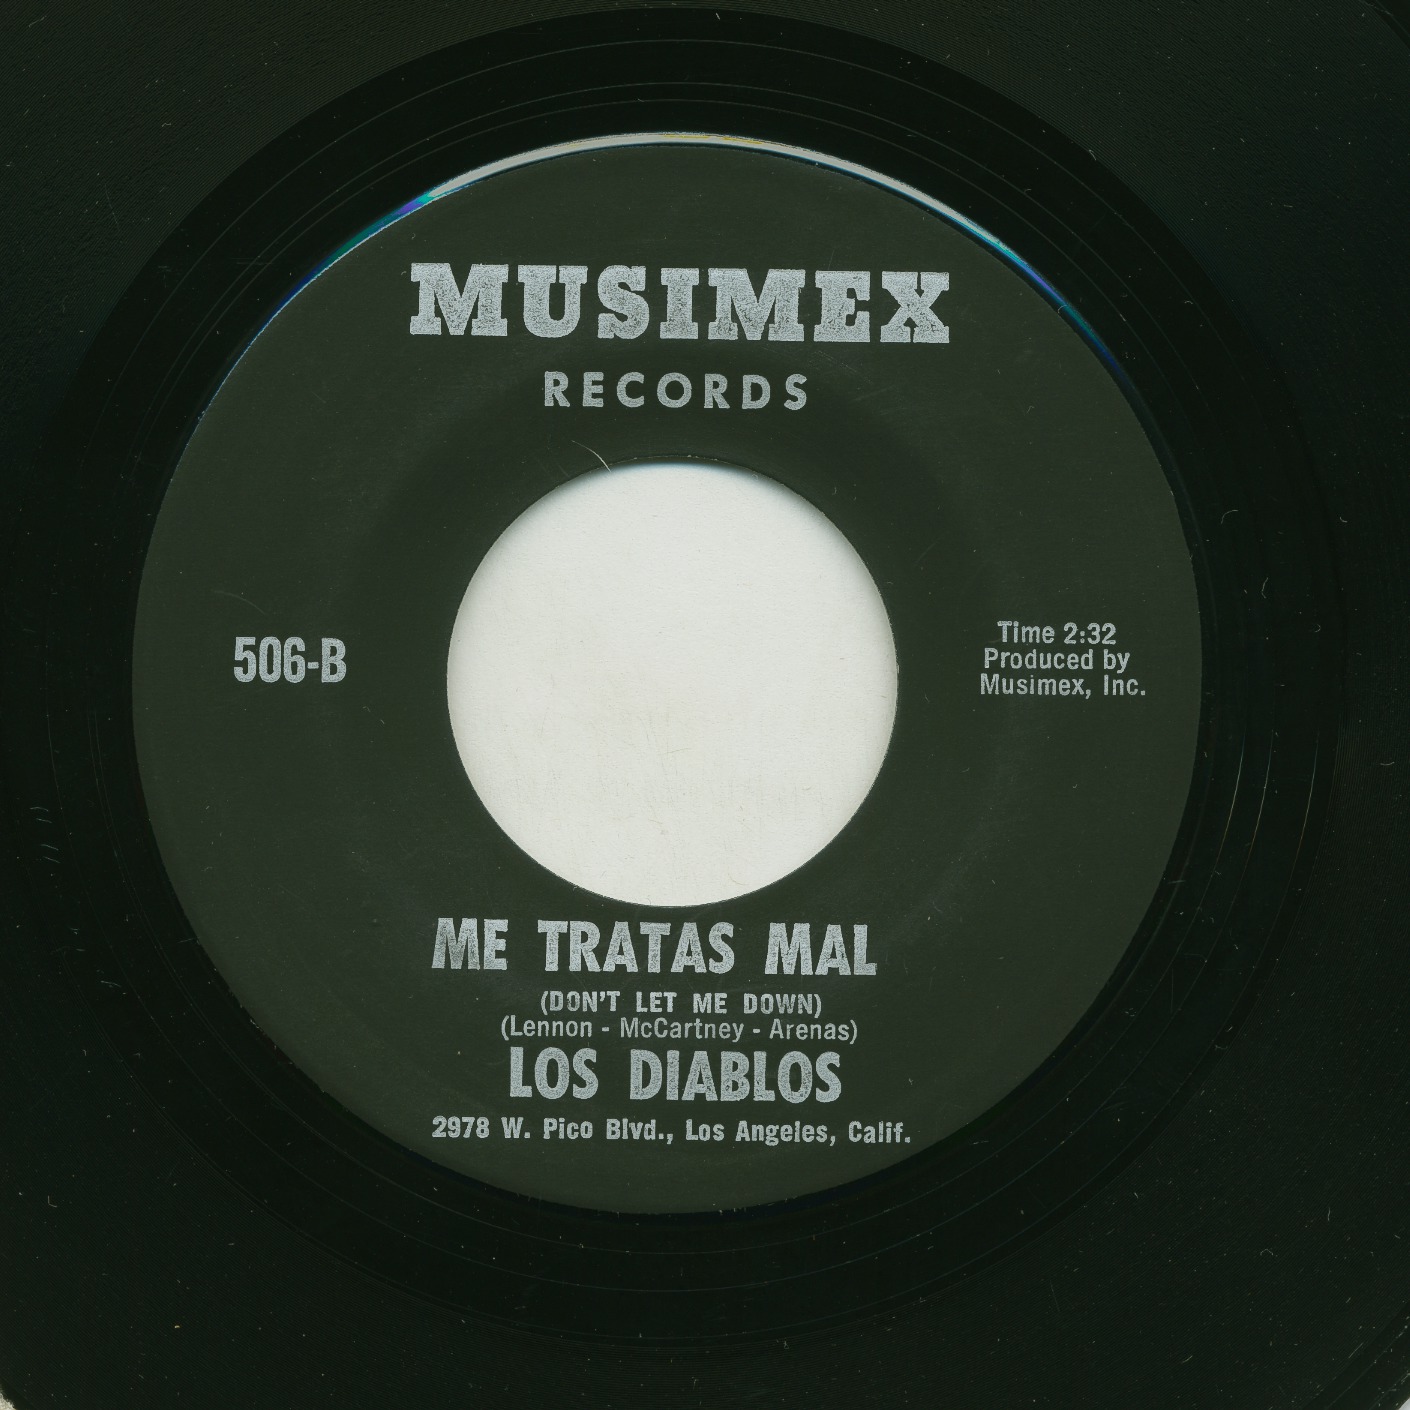 MUSIMEX
RECORDS
506-B
Time 2:32
Produced by
Musimex, Inc.
ME TRATAS MAL
(DON'T LET ME DOWN)
(Lennon - McCartney - Arenas)
LOS DIABLOS
2978 W. Pico Blvd., Los Angeles, Calif.